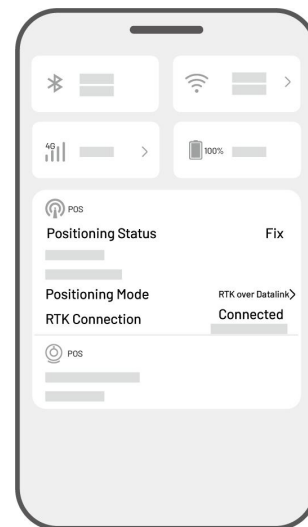 4G
100%
POS
Positioning Status Fix
Positioning Mode RTK over Datalink>
RTK Connection Connected
POS